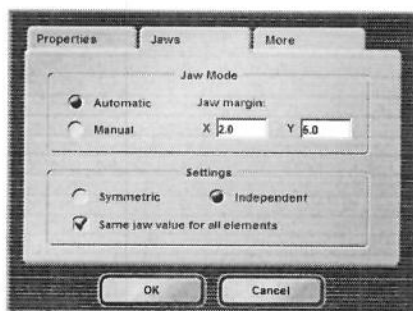 Properties Jaws More
Jaw Mode
Automatic Jaw margin:
Manual X 2.0 Y 6.0
Settings
Symmetric Independent
Same jaw value for all elements
OK Cancel